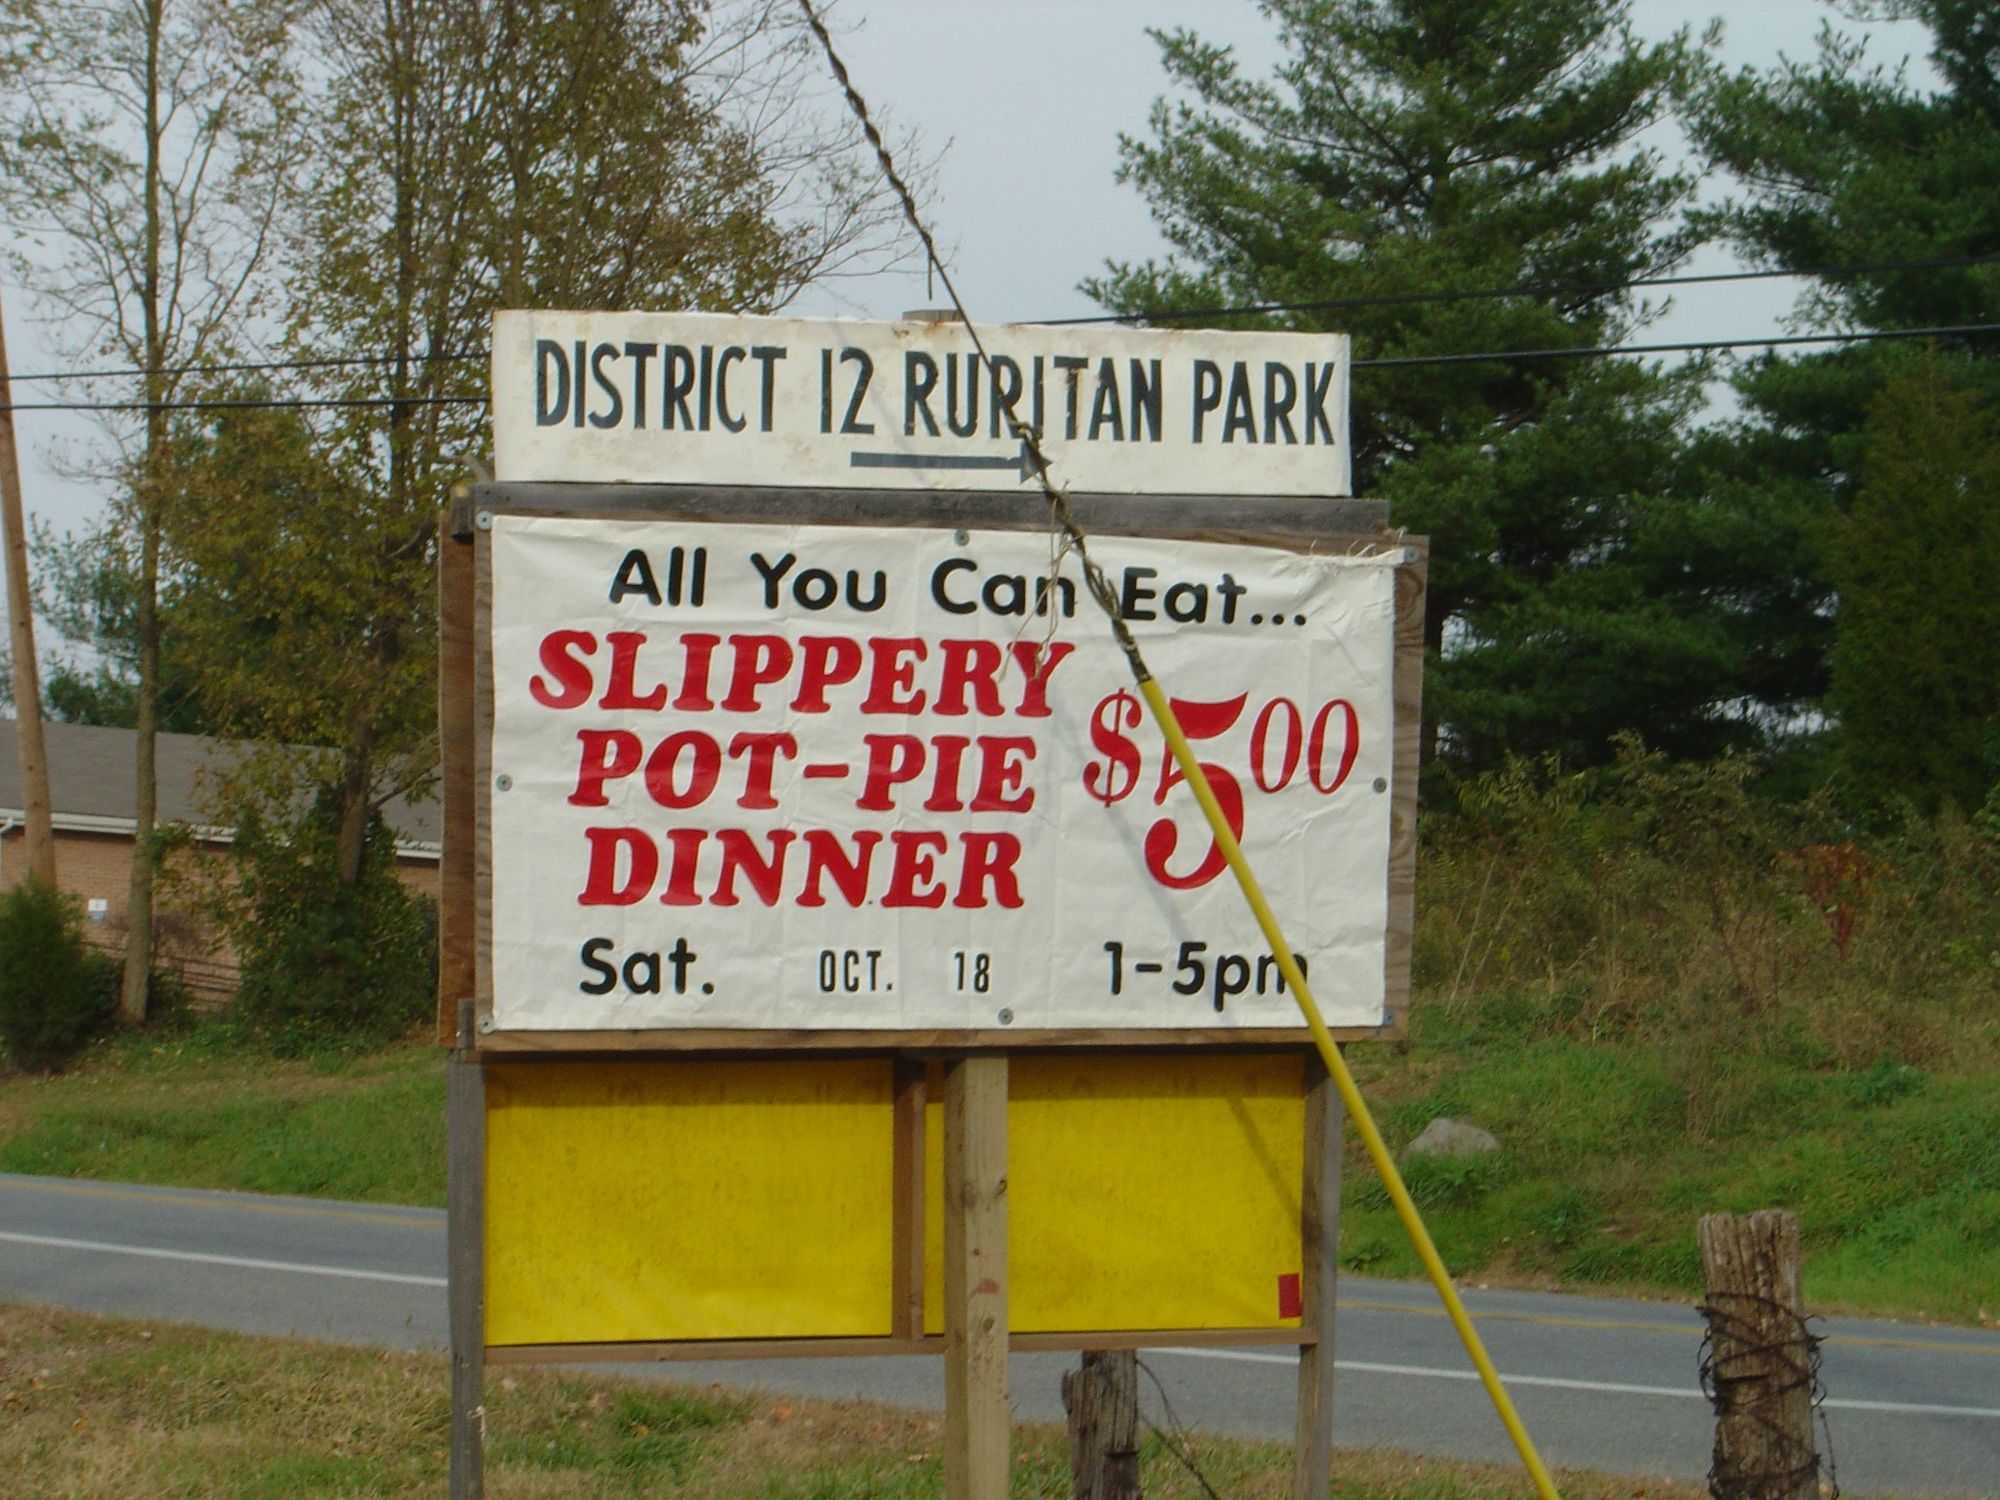 DISTRICT 12 RURITAN PARK
All You Can Eat...
SLIPPERY
POT-PIE
DINNER
$5.00
Sat. OCT. 18 1-5pm